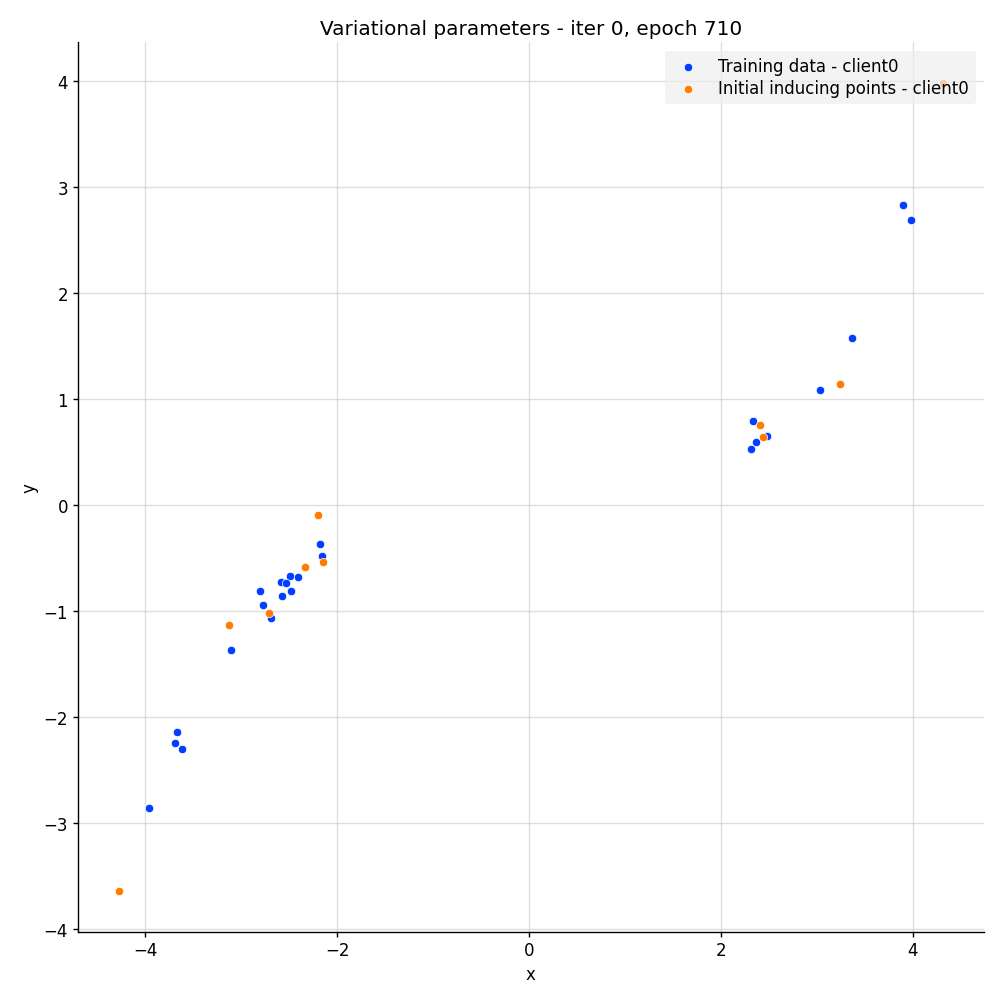 Variational parameters - iter 0, epoch 710
Training data - client0
Initial inducing points - client0
4
3
2
1
0
−1
−2
−3
−4
y
−4 −2 0 2 4
x